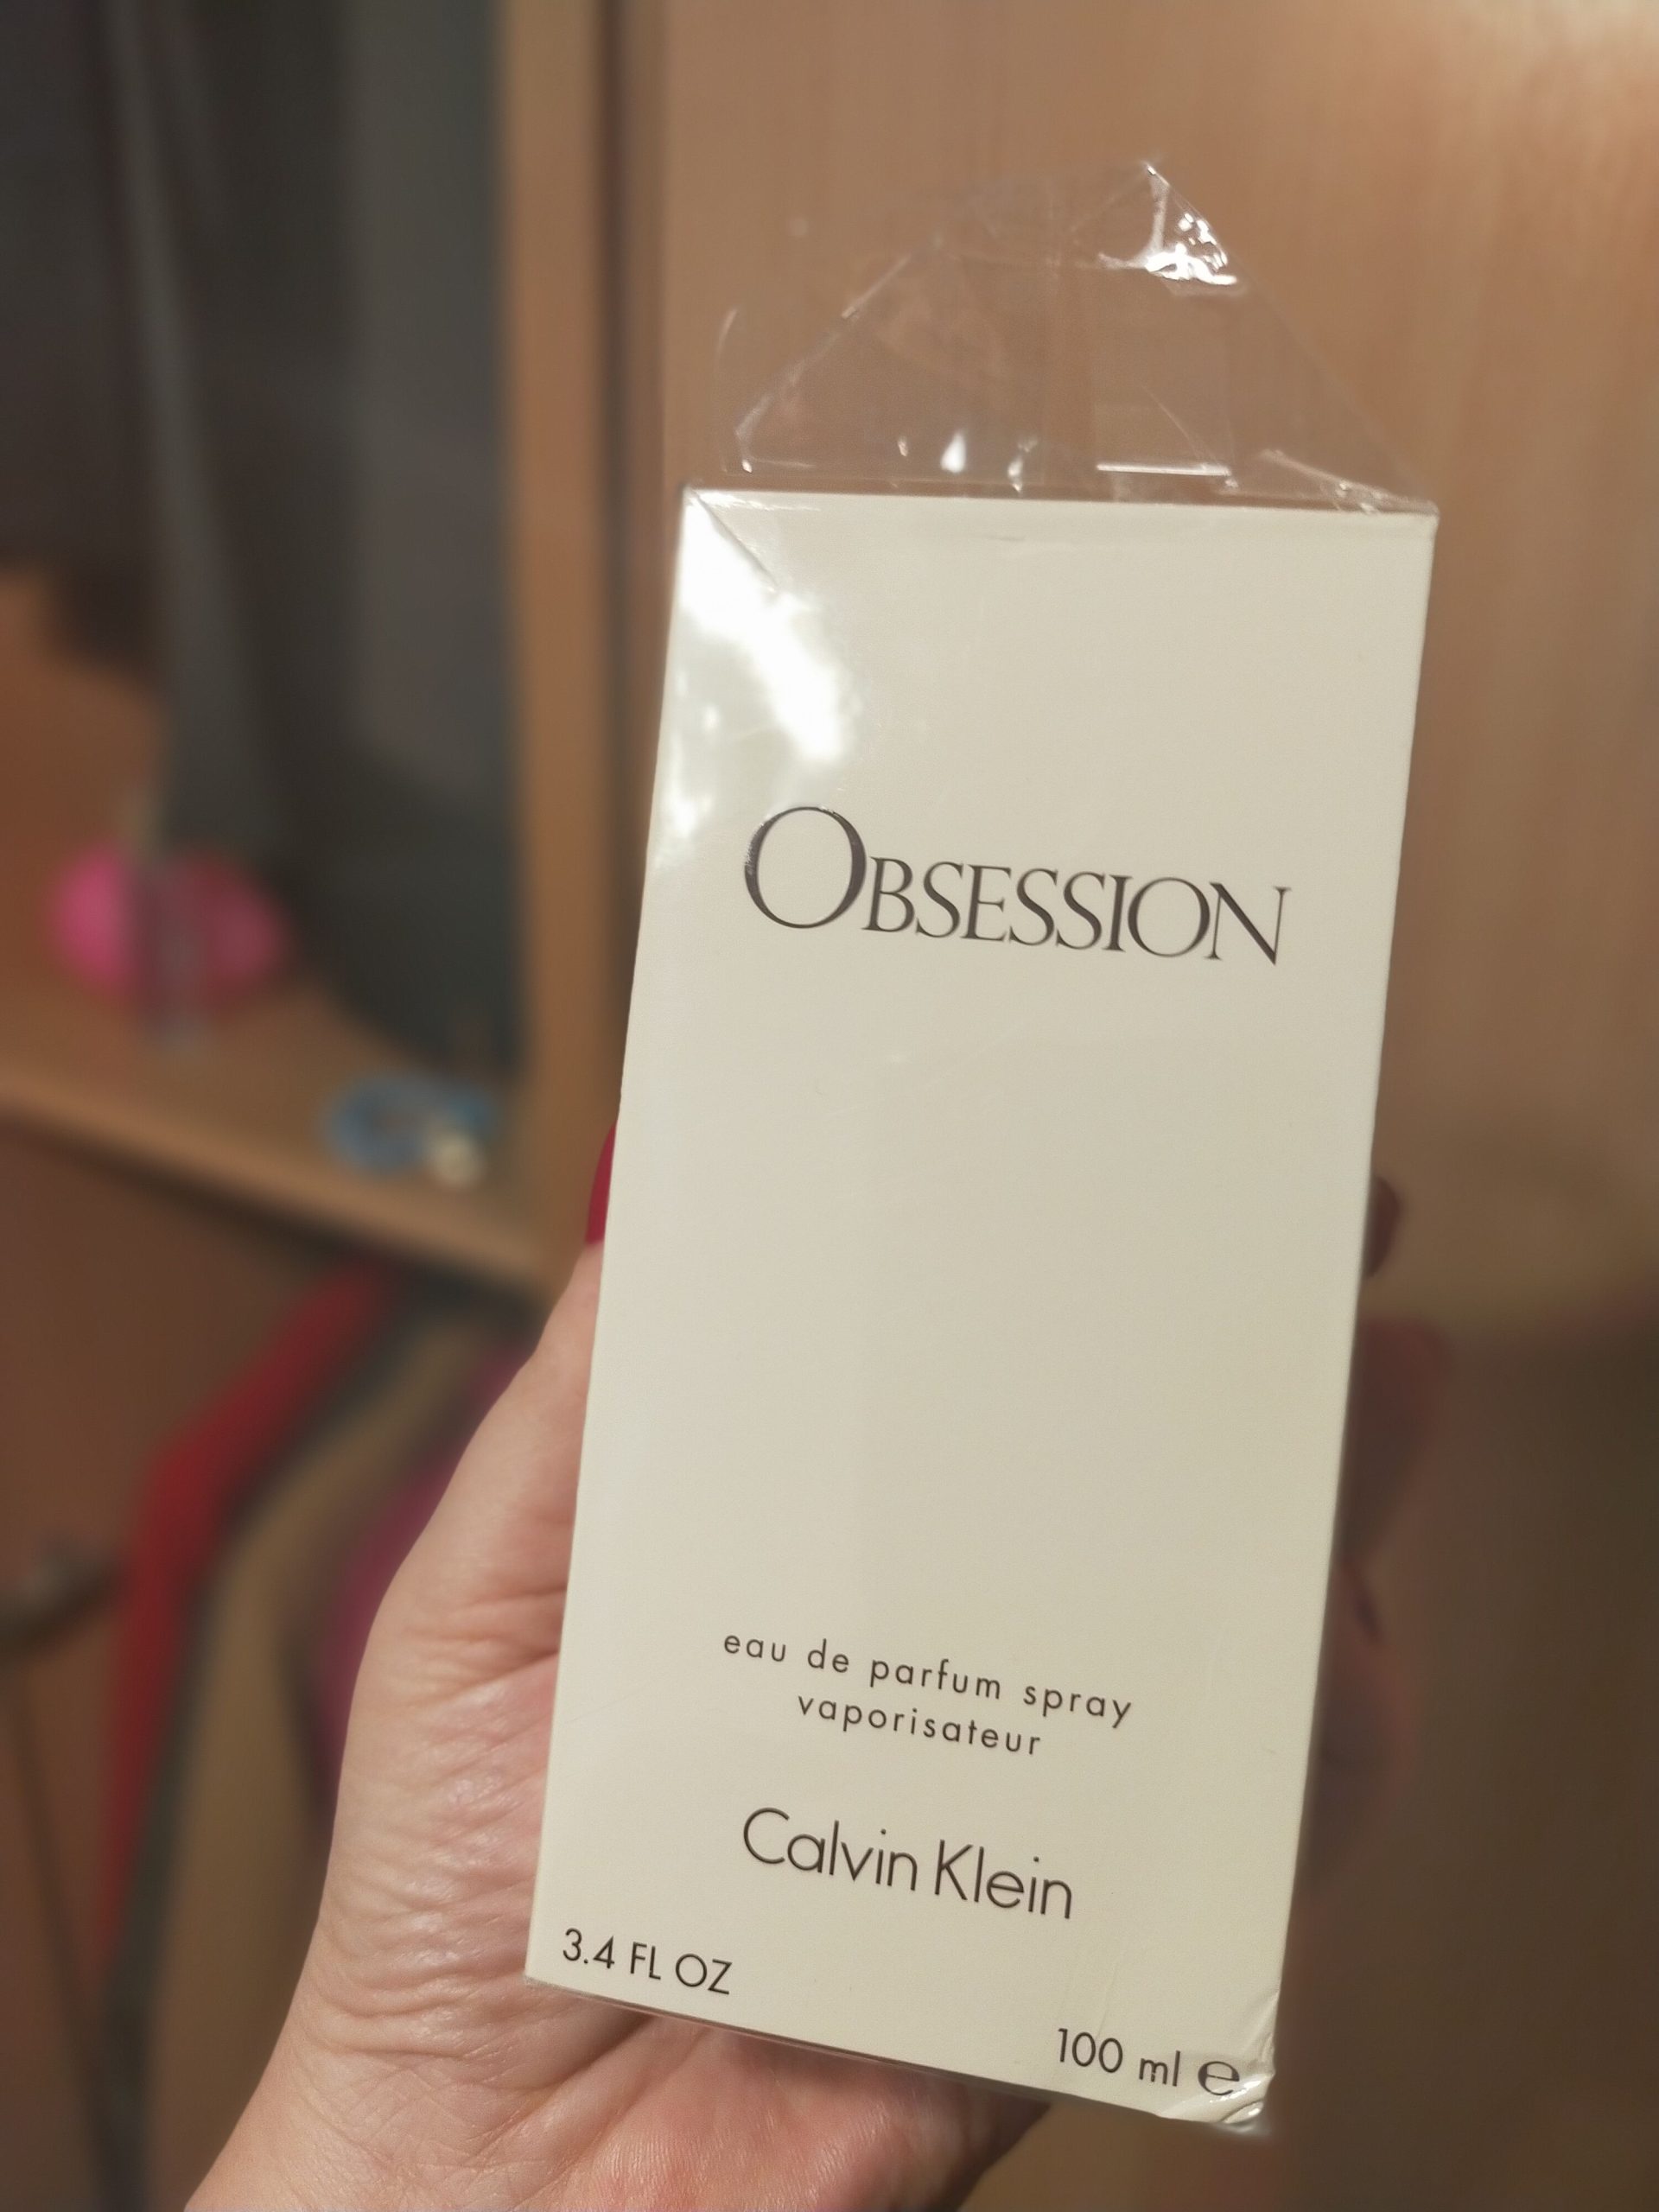 OBSESSION
eau de parfum spray
vaporisateur
Calvin Klein
3.4 FL OZ
100 ml ℮